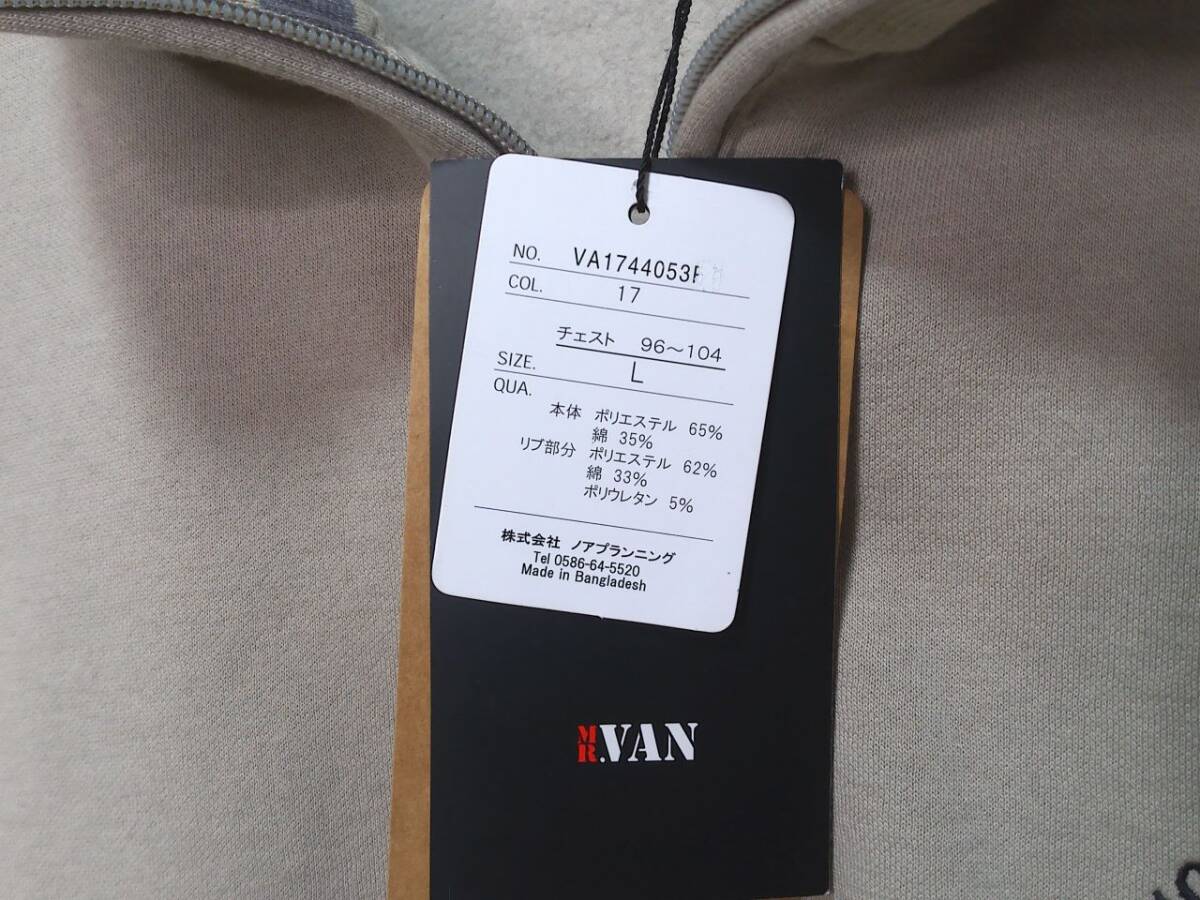 NO. VA1744053F
COL. 17
チェスト 96～104
SIZE. L
QUA.
本体 ポリエステル 65%
綿 35%
リブ部分 ポリエステル 62%
綿 33%
ポリウレタン 5%
株式会社 ノアプランニング
Tel 0586-64-5520
Made in Bangladesh
MR.VAN